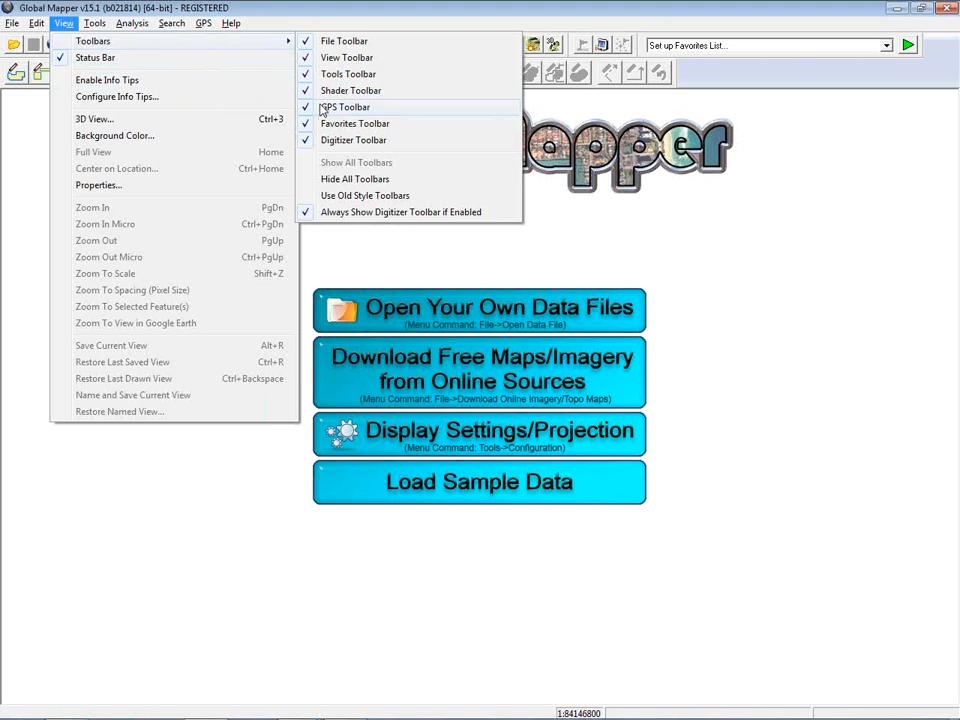 Global Mapper v15.1 (b021814) [64-bit] - REGISTERED
File Edit View Tools Analysis Search GPS Help
Set up Favorites List...
Toolbars
Status Bar
Enable Info Tips
Configure Info Tips...
3D View... Ctrl+3
Background Color...
Full View Home
Center on Location... Ctrl+Home
Properties...
Zoom In PgDn
Zoom In Micro Ctrl+PgDn
Zoom Out PgUp
Zoom Out Micro Ctrl+PgUp
Zoom To Scale Shift+Z
Zoom To Spacing (Pixel Size)
Zoom To Selected Feature(s)
Zoom To View in Google Earth
Save Current View Alt+R
Restore Last Saved View Ctrl+R
Restore Last Drawn View Ctrl+Backspace
Name and Save Current View
Restore Named View...
File Toolbar
View Toolbar
Tools Toolbar
Shader Toolbar
GPS Toolbar
Favorites Toolbar
Digitizer Toolbar
Show All Toolbars
Hide All Toolbars
Use Old Style Toolbars
Always Show Digitizer Toolbar if Enabled
apper
Open Your Own Data Files
(Menu Command: File->Open Data File)
Download Free Maps/Imagery
from Online Sources
(Menu Command: File->Download Online Imagery/Topo Maps)
Display Settings/Projection
(Menu Command: Tools->Configuration)
Load Sample Data
1:84146800